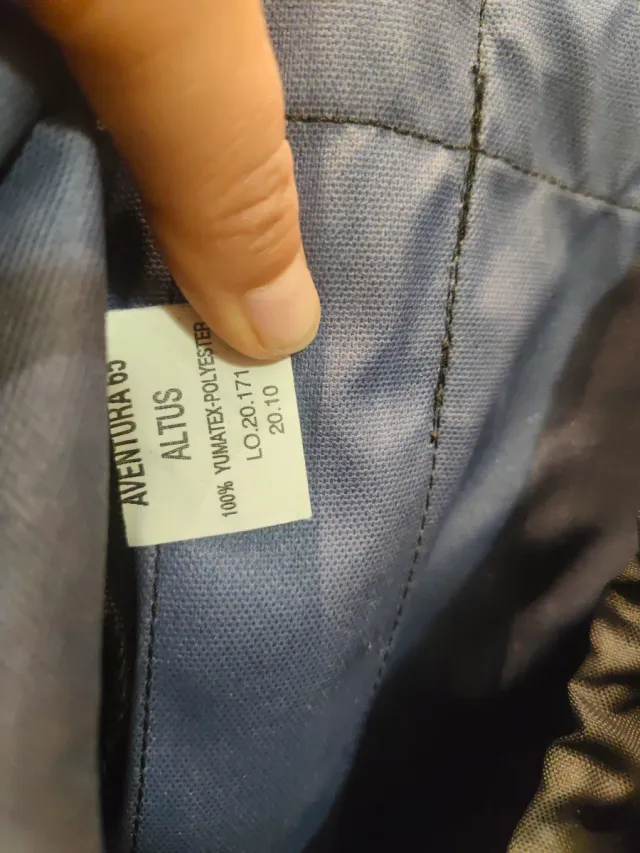 AVENTURA 65
ALTUS
100% YUMATEX-POLYESTER
LO.20.171
20.10